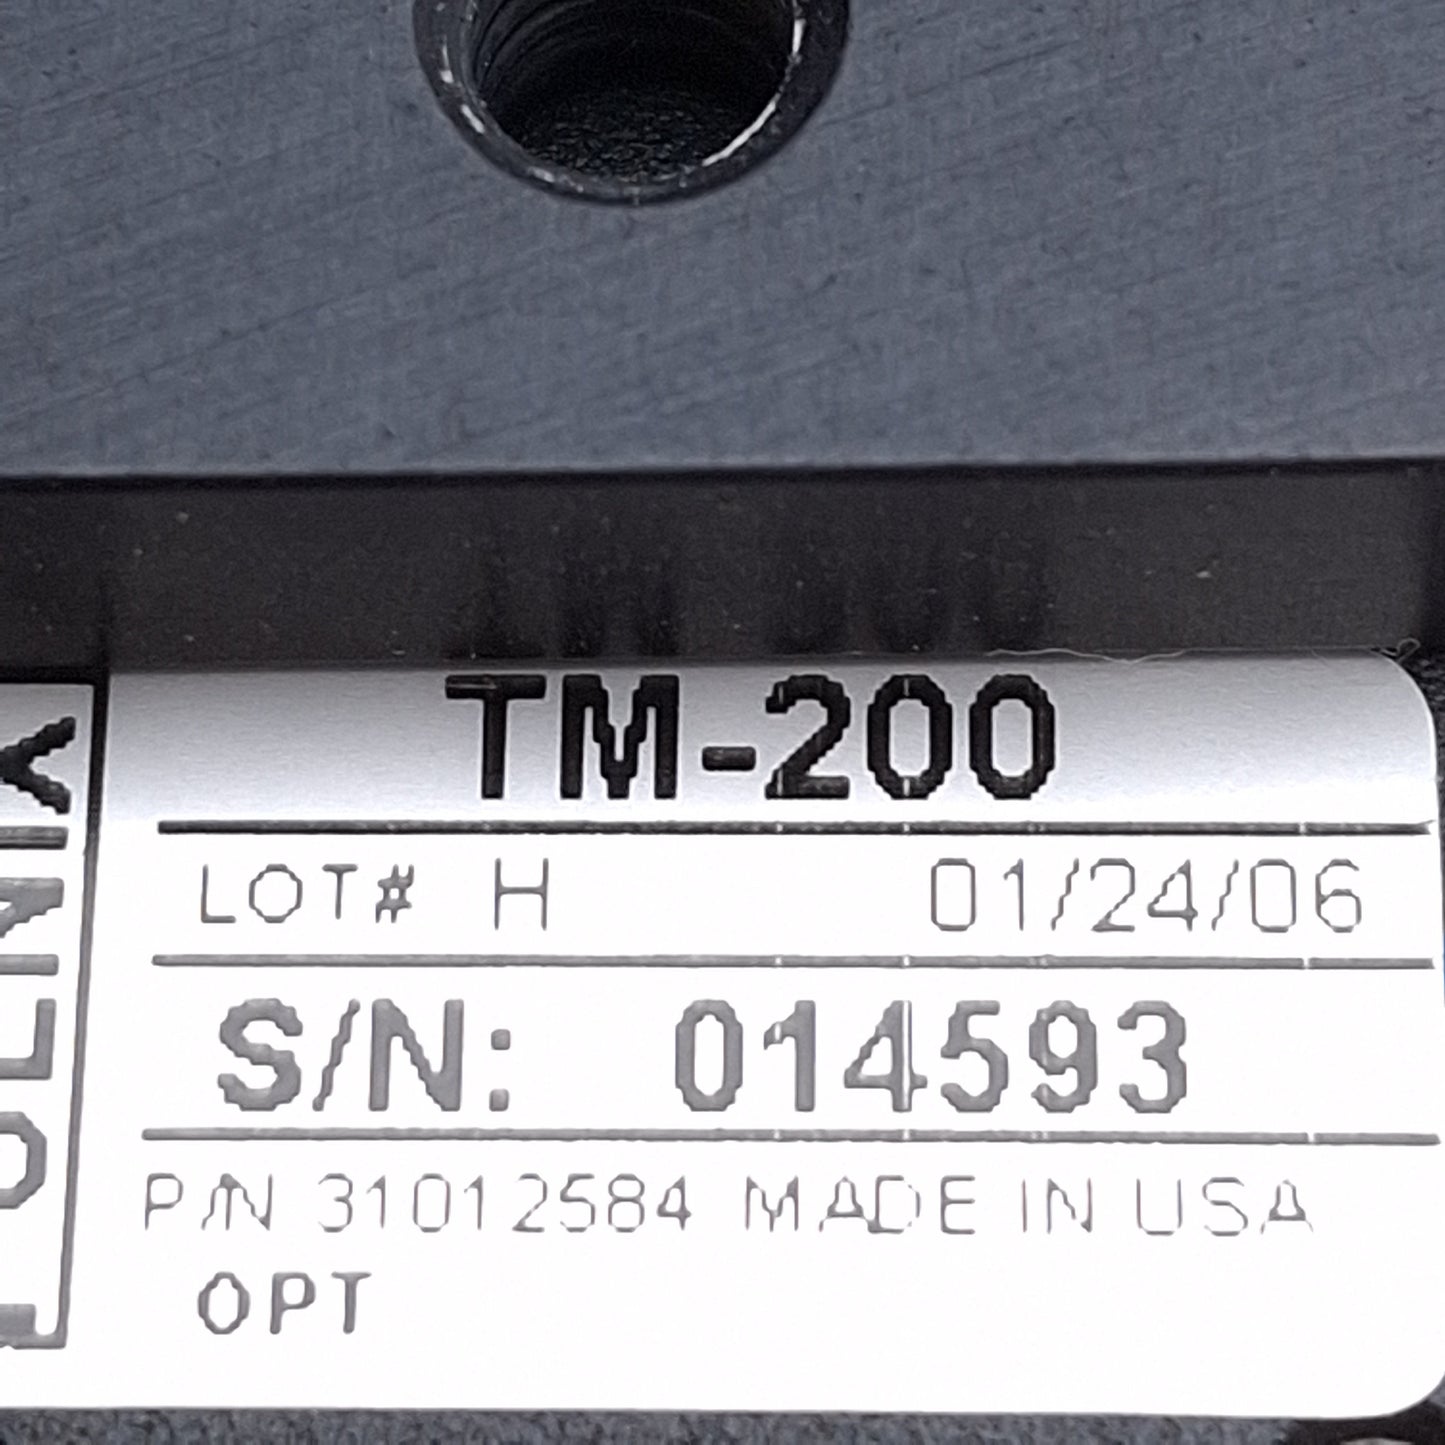 TM-200
LOT# H 01/24/06
S/N: 014593
P/N 31012584 MADE IN USA
OPT